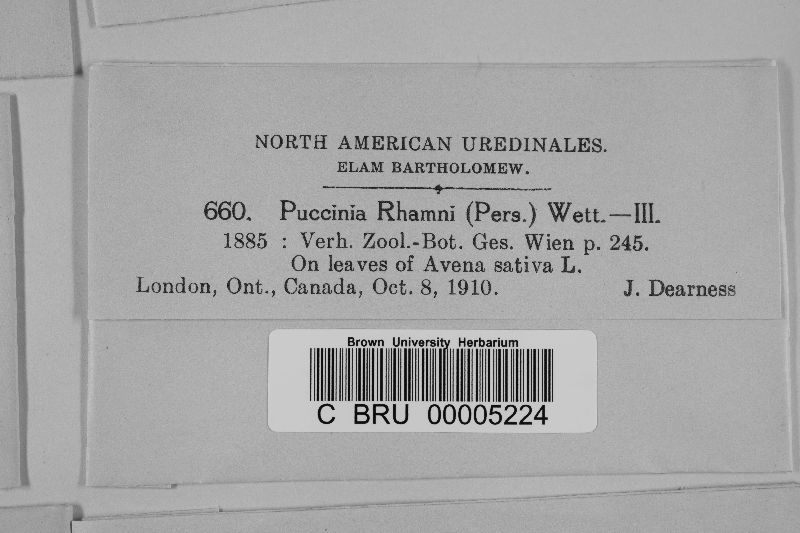 NORTH AMERICAN UREDINALES.
ELAM BARTHOLOMEW.
660. Puccinia Rhamni (Pers.) Wett.—III.
1885 : Verh. Zool.-Bot. Ges. Wien p. 245.
On leaves of Avena sativa L.
London, Ont., Canada, Oct. 8, 1910. J. Dearness
Brown University Herbarium
C BRU 00005224